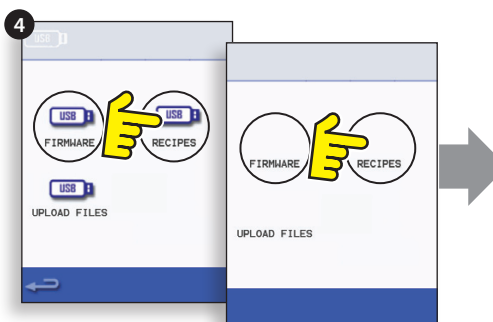 4
USB
USB USB
FIRMWARE RECIPES
USB
UPLOAD FILES
FIRMWARE RECIPES
UPLOAD FILES